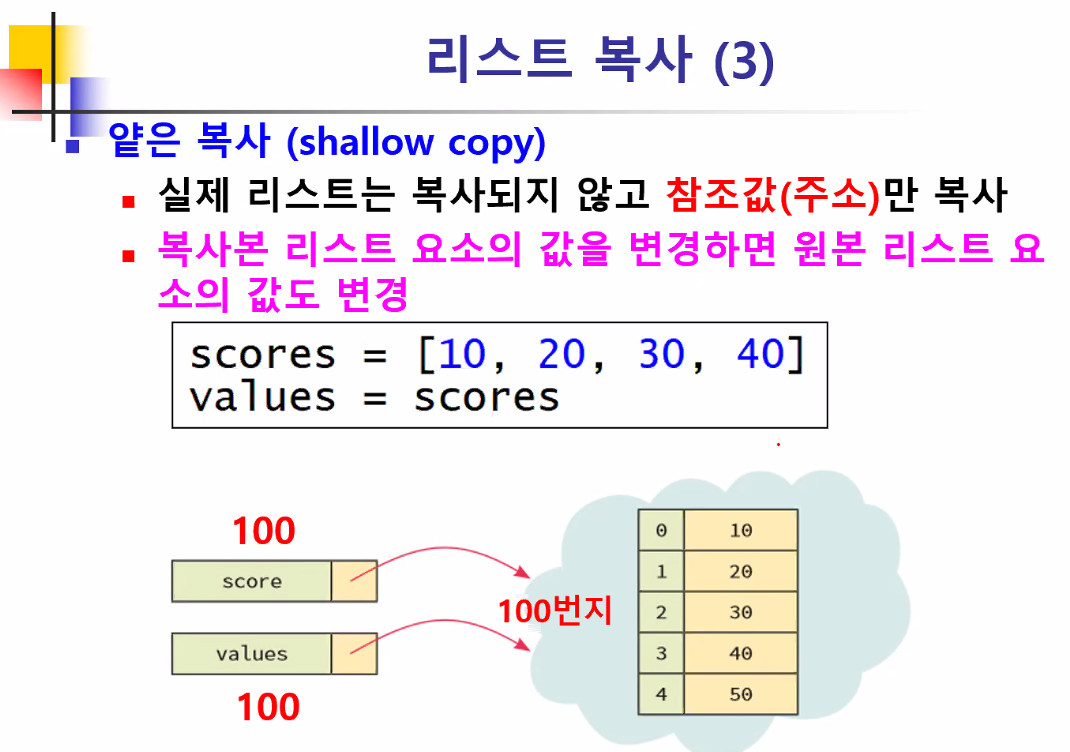 리스트 복사 (3)
얕은 복사 (shallow copy)
실제 리스트는 복사되지 않고 참조값(주소)만 복사
복사본 리스트 요소의 값을 변경하면 원본 리스트 요
소의 값도 변경
scores = [10, 20, 30, 40]
values = scores
100
score
values
100
100번지
0 10
1 20
2 30
3 40
4 50